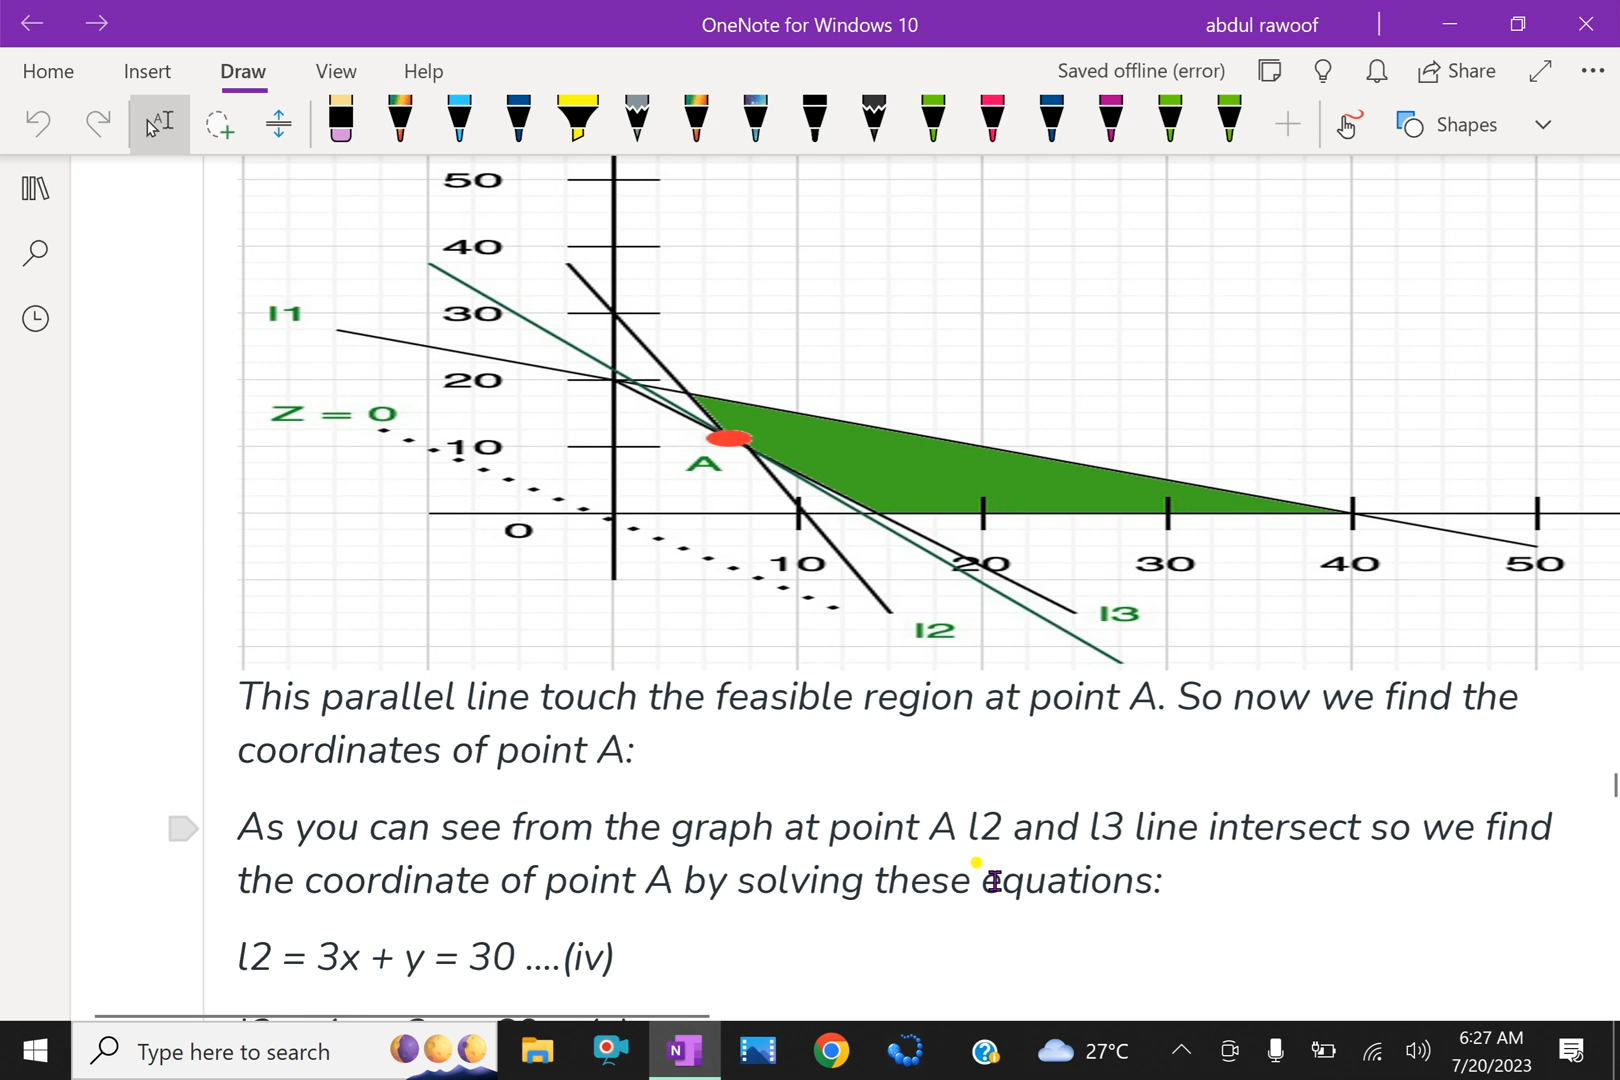 OneNote for Windows 10
abdul rawoof
Home Insert Draw View Help
Saved offline (error) Share
Shapes
50
40
30
20
10
0
l1
Z = 0
A
10 20 30 40 50
l2
l3
This parallel line touch the feasible region at point A. So now we find the
coordinates of point A:
As you can see from the graph at point A l2 and l3 line intersect so we find
the coordinate of point A by solving these equations:
l2 = 3x + y = 30 ....(iv)
Type here to search
27°C
6:27 AM
7/20/2023